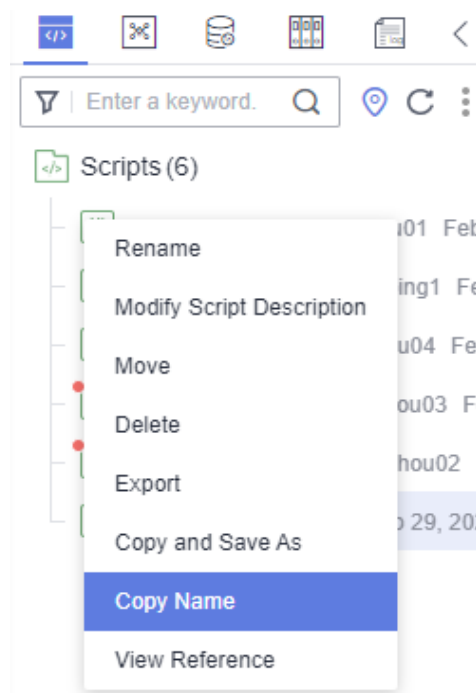 Enter a keyword.
Scripts (6)
Rename
Modify Script Description
Move
Delete
Export
Copy and Save As
Copy Name
View Reference